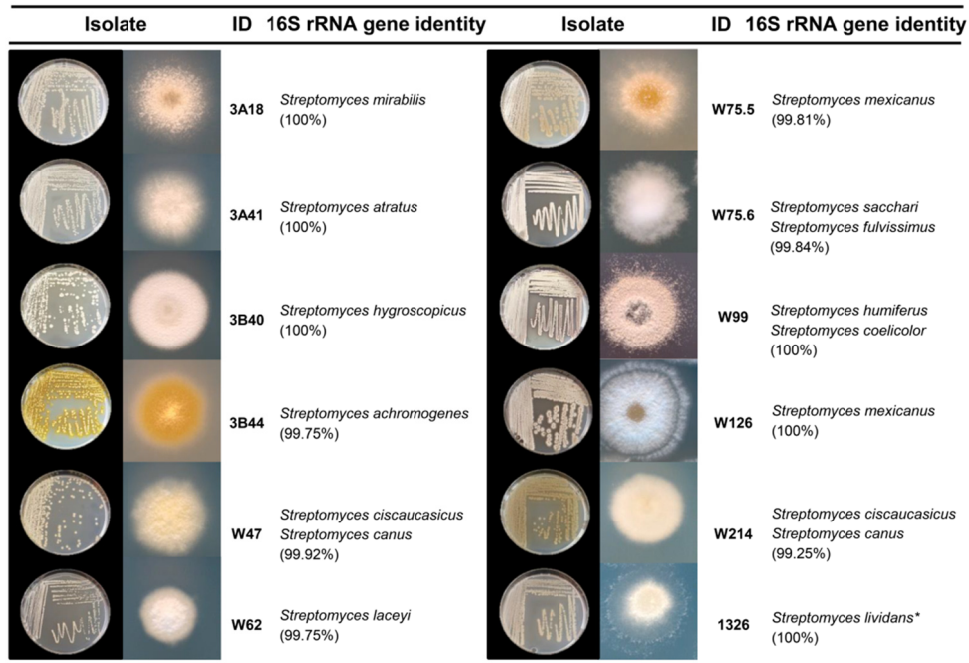 Isolate ID 16S rRNA gene identity Isolate ID 16S rRNA gene identity
3A18 Streptomyces mirabilis
(100%)
3A41 Streptomyces atratus
(100%)
3B40 Streptomyces hygroscopicus
(100%)
3B44 Streptomyces achromogenes
(99.75%)
Streptomyces ciscaucasicus
W47 Streptomyces canus
(99.92%)
W62 Streptomyces laceyi
(99.75%)
W75.5 Streptomyces mexicanus
(99.81%)
W75.6 Streptomyces sacchari
Streptomyces fulvissimus
(99.84%)
W99 Streptomyces humiferus
Streptomyces coelicolor
(100%)
W126 Streptomyces mexicanus
(100%)
Streptomyces ciscaucasicus
W214 Streptomyces canus
(99.25%)
1326 Streptomyces lividans*
(100%)